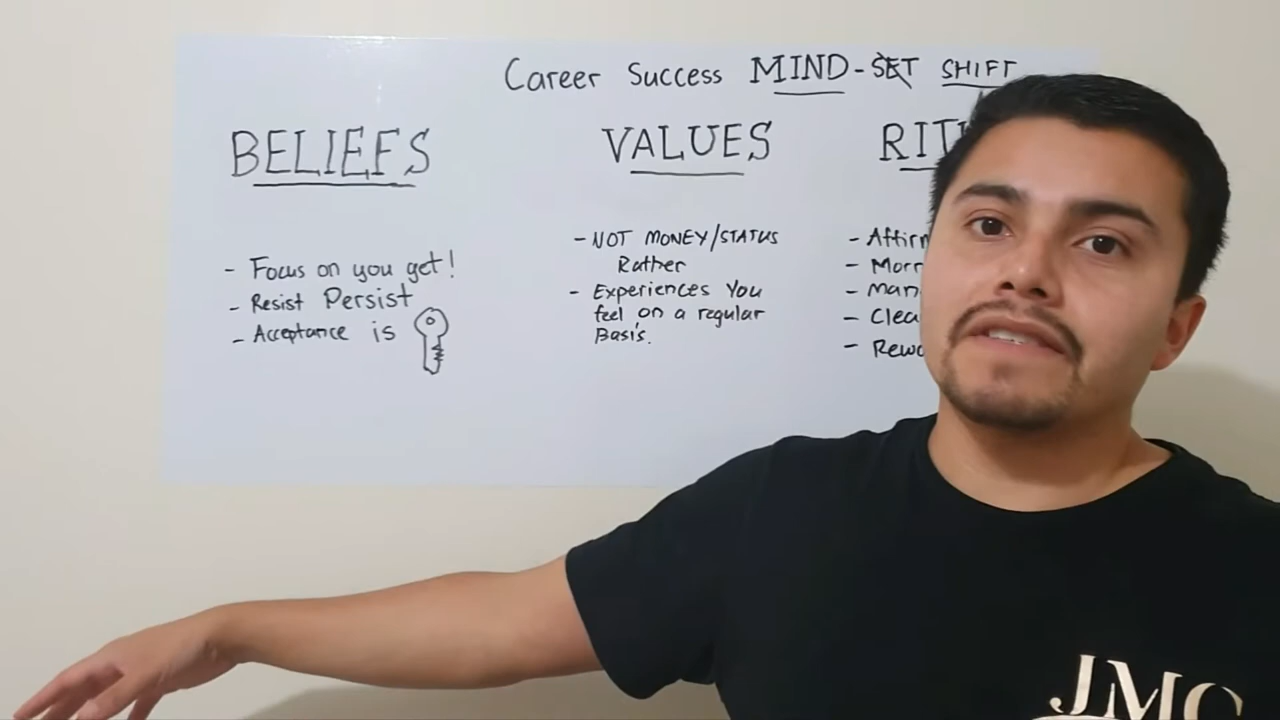 Career Success MIND-SET SHIFT
BELIEFS
- Focus on you get!
- Resist Persist
- Acceptance is
VALUES
- NOT MONEY/STATUS
Rather
- Experiences You
feel on a regular
Basis.
JMC